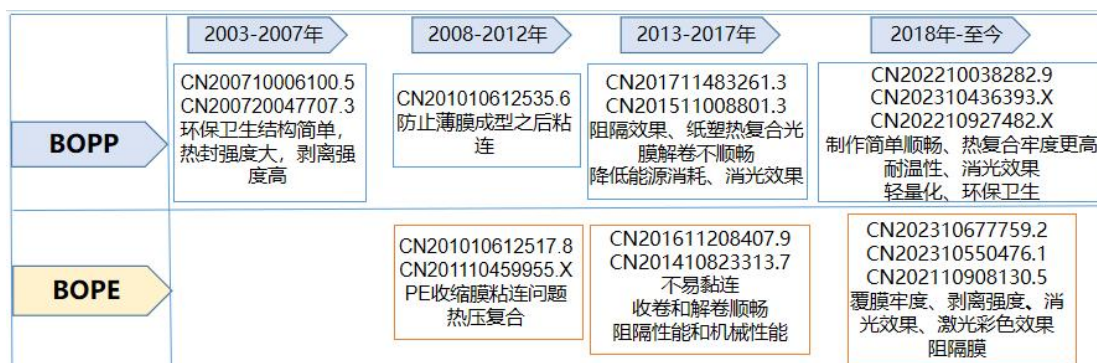 2003-2007年
2008-2012年
2013-2017年
2018年-至今
BOPP
CN200710006100.5
CN200720047707.3
环保卫生结构简单，
热封强度大，剥离强
度高
CN201010612535.6
防止薄膜成型之后粘
连
CN201711483261.3
CN201511008801.3
阻隔效果、纸塑热复合光
膜解卷不顺畅
降低能源消耗、消光效果
CN202210038282.9
CN202310436393.X
CN202210927482.X
制作简单顺畅、热复合牢度更高
耐温性、消光效果
轻量化、环保卫生
BOPE
CN201010612517.8
CN201110459955.X
PE收缩膜粘连问题
热压复合
CN201611208407.9
CN201410823313.7
不易黏连
收卷和解卷顺畅
阻隔性能和机械性能
CN202310677759.2
CN202310550476.1
CN202110908130.5
覆膜牢度、剥离强度、消
光效果、激光彩色效果
阻隔膜